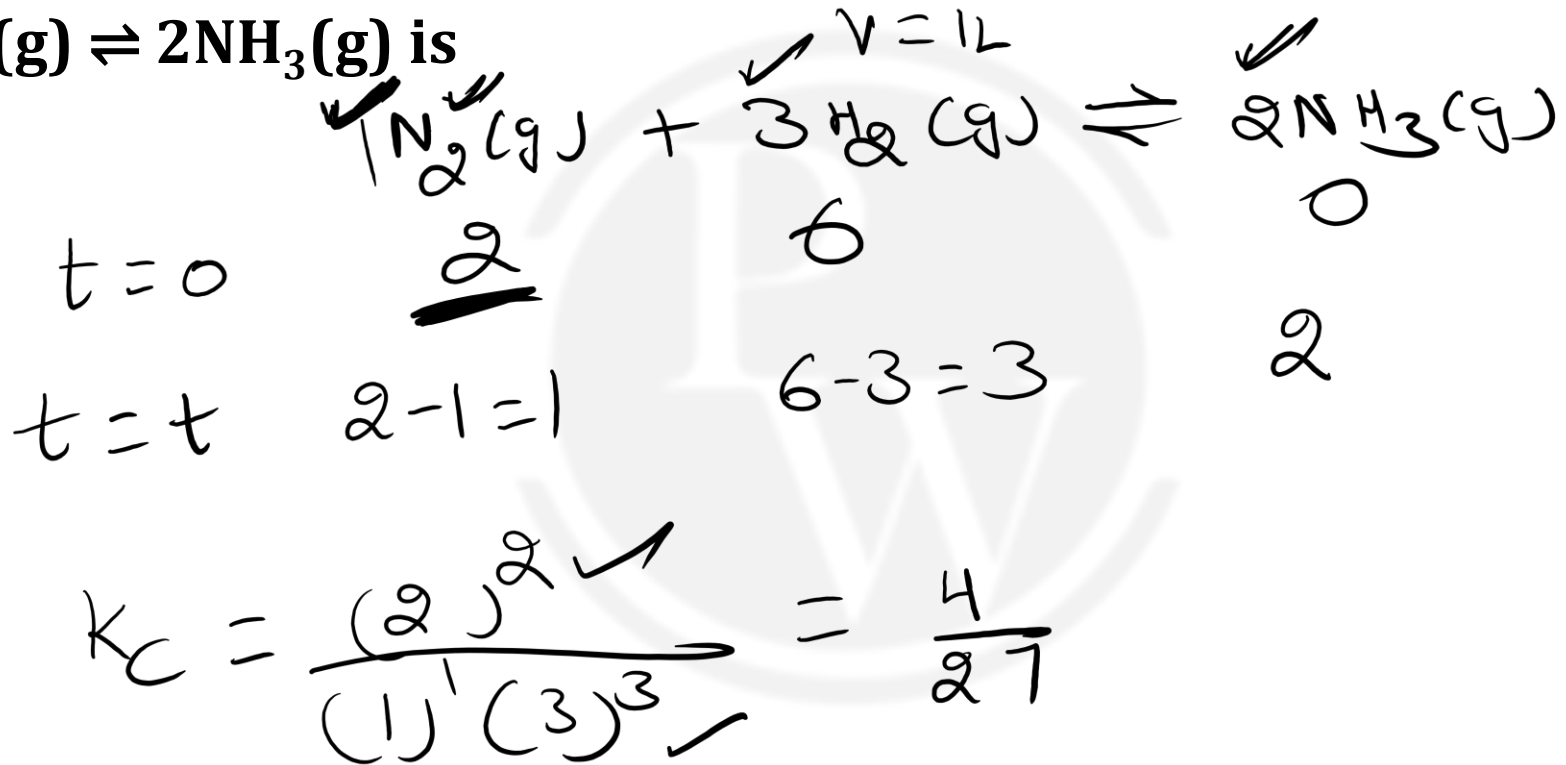 (g) ⇌ 2NH₃(g) is
V = 1L
1N₂(g) + 3H₂(g) ⇌ 2NH₃(g)
t = 0 2 6 0
t = t 2-1=1 6-3=3 2
Kc = (2)² / (1)¹(3)³ = 4/27
PW